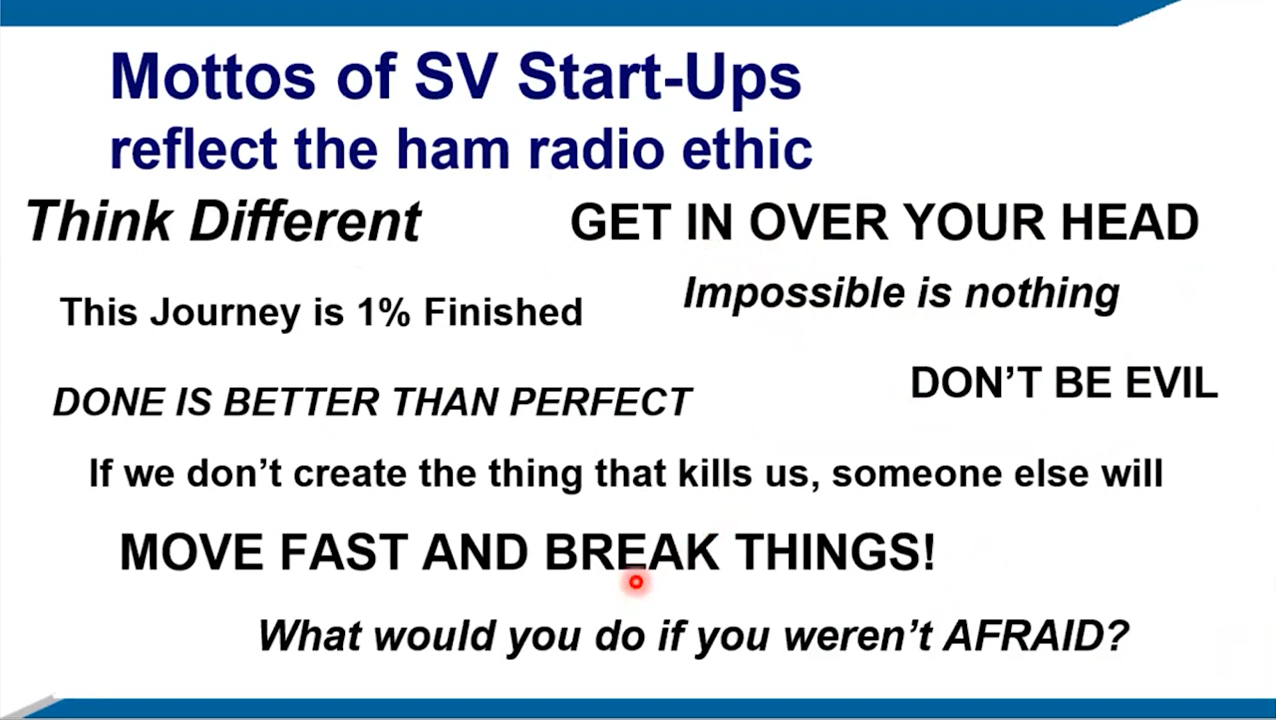 Mottos of SV Start-Ups
reflect the ham radio ethic
Think Different
GET IN OVER YOUR HEAD
Impossible is nothing
This Journey is 1% Finished
DON’T BE EVIL
DONE IS BETTER THAN PERFECT
If we don’t create the thing that kills us, someone else will
MOVE FAST AND BREAK THINGS!
What would you do if you weren’t AFRAID?